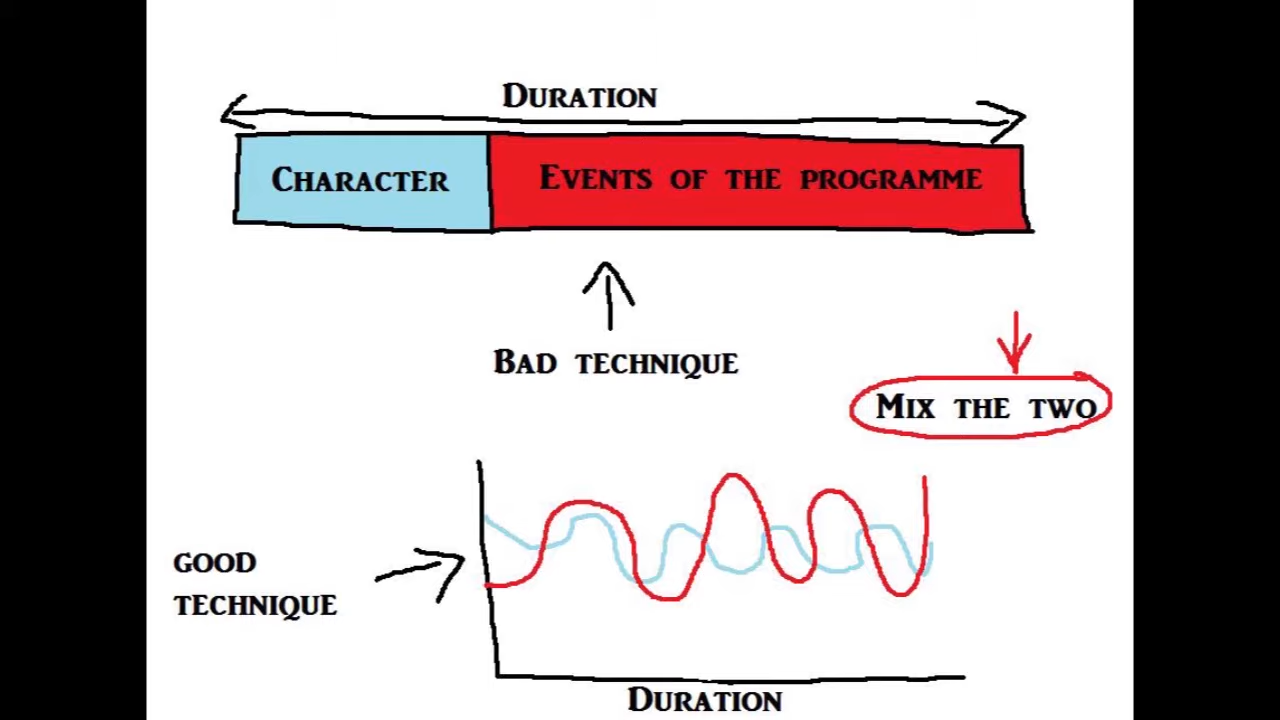 DURATION
CHARACTER
EVENTS OF THE PROGRAMME
BAD TECHNIQUE
MIX THE TWO
GOOD
TECHNIQUE
DURATION